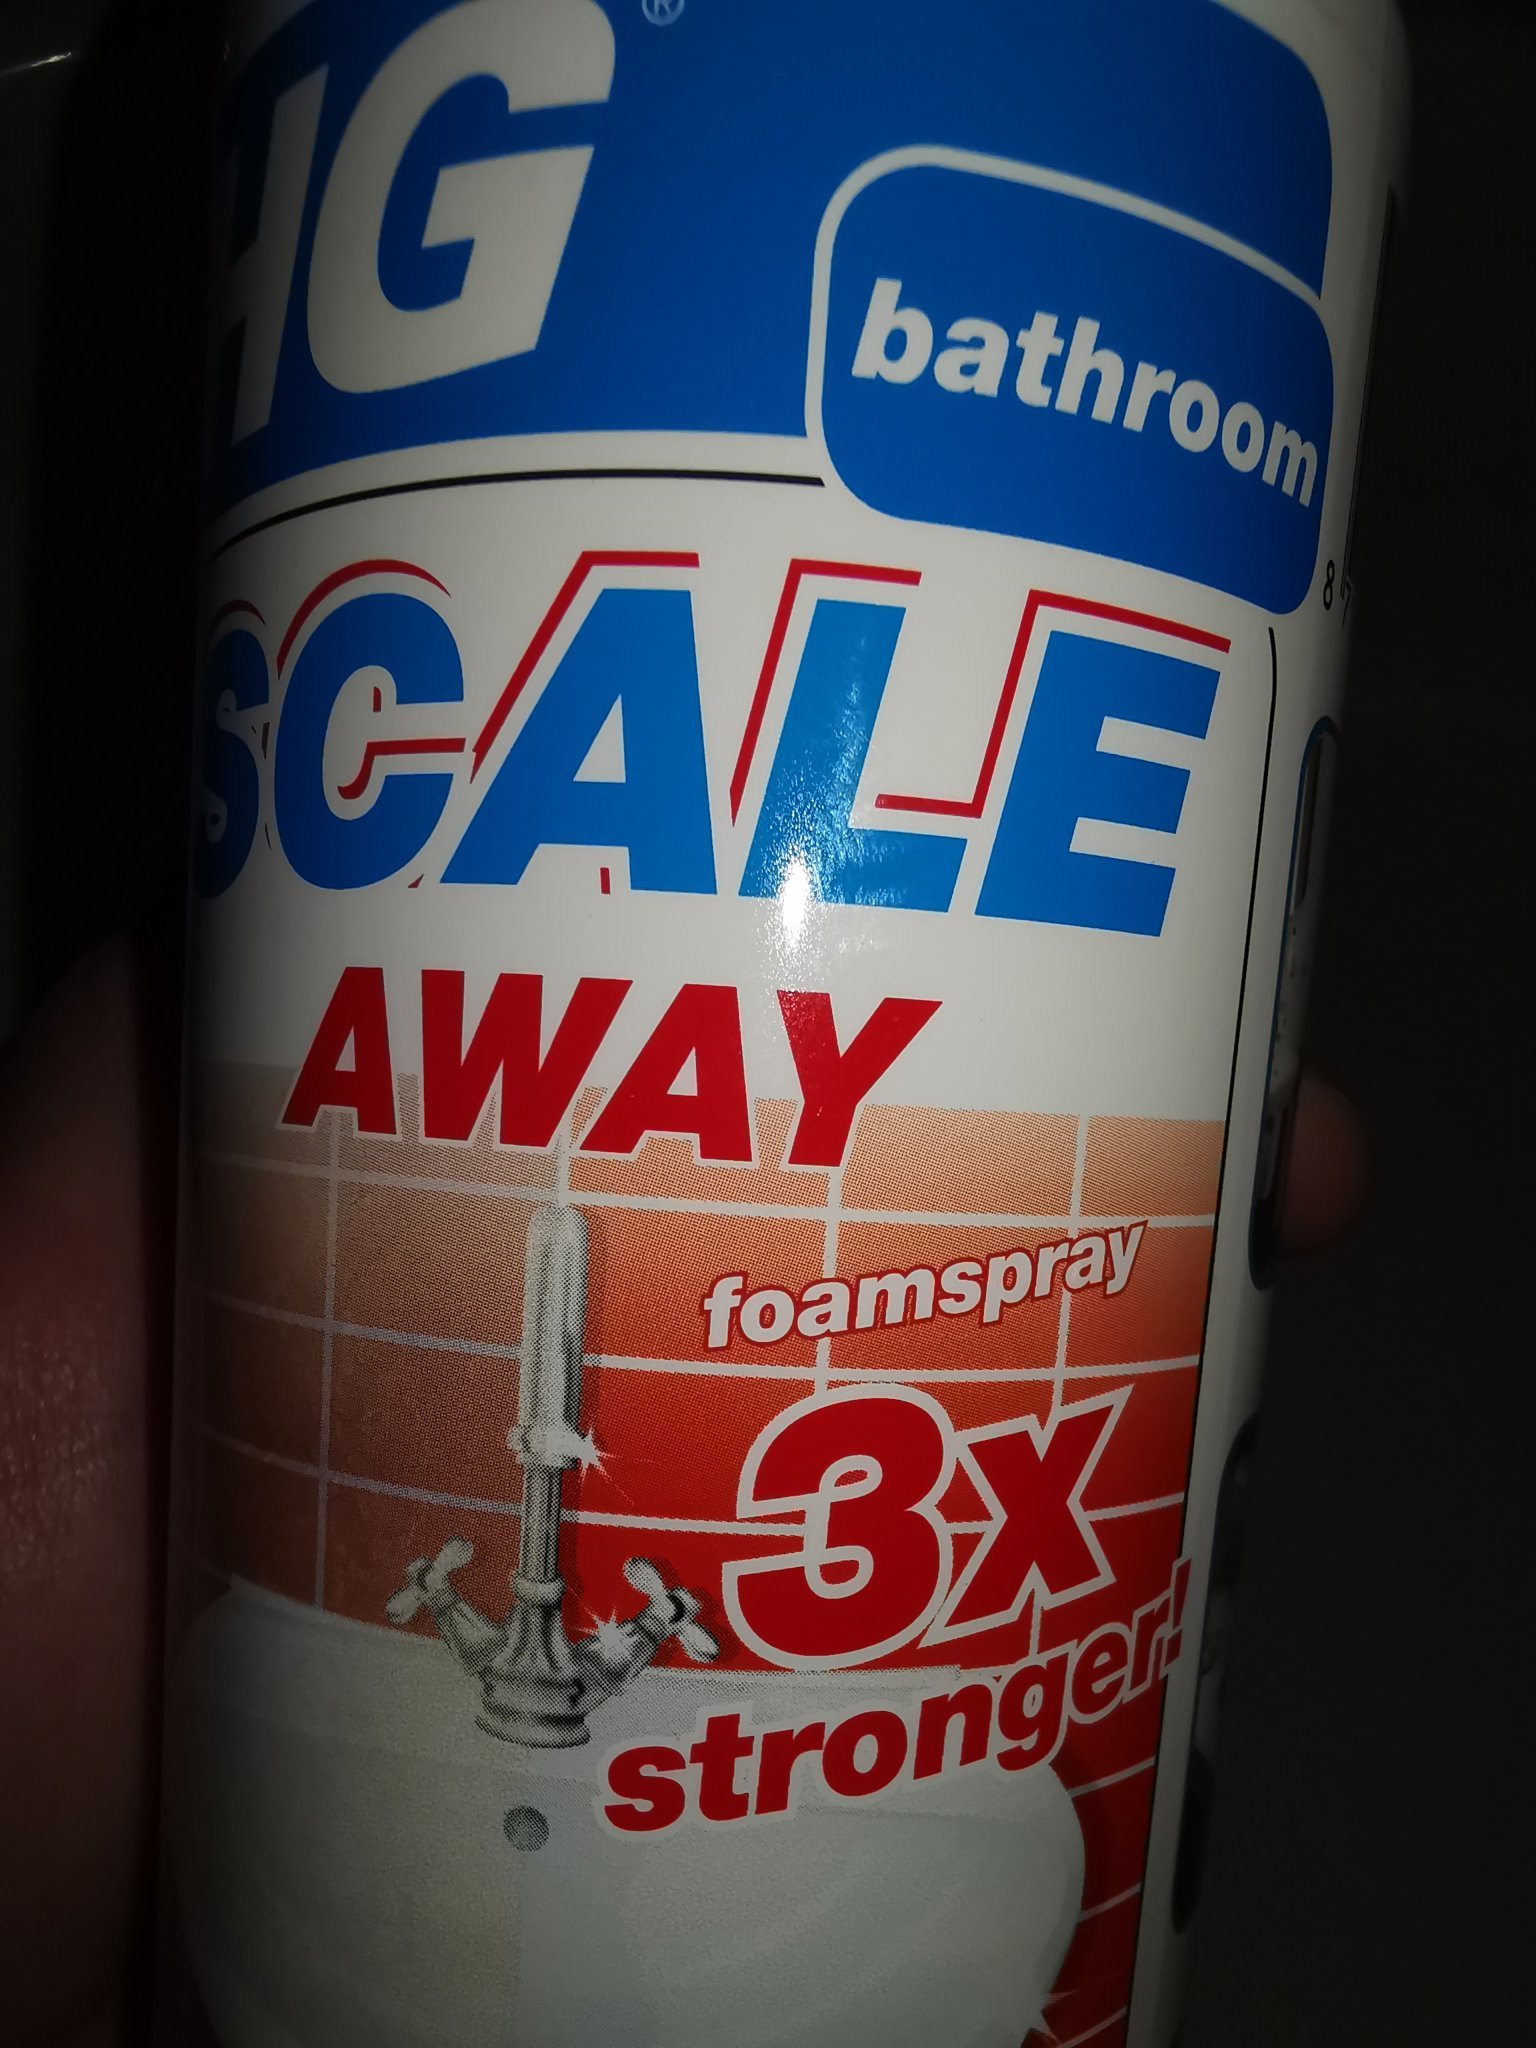 HG®
bathroom
SCALE
AWAY
foamspray
3x
stronger!